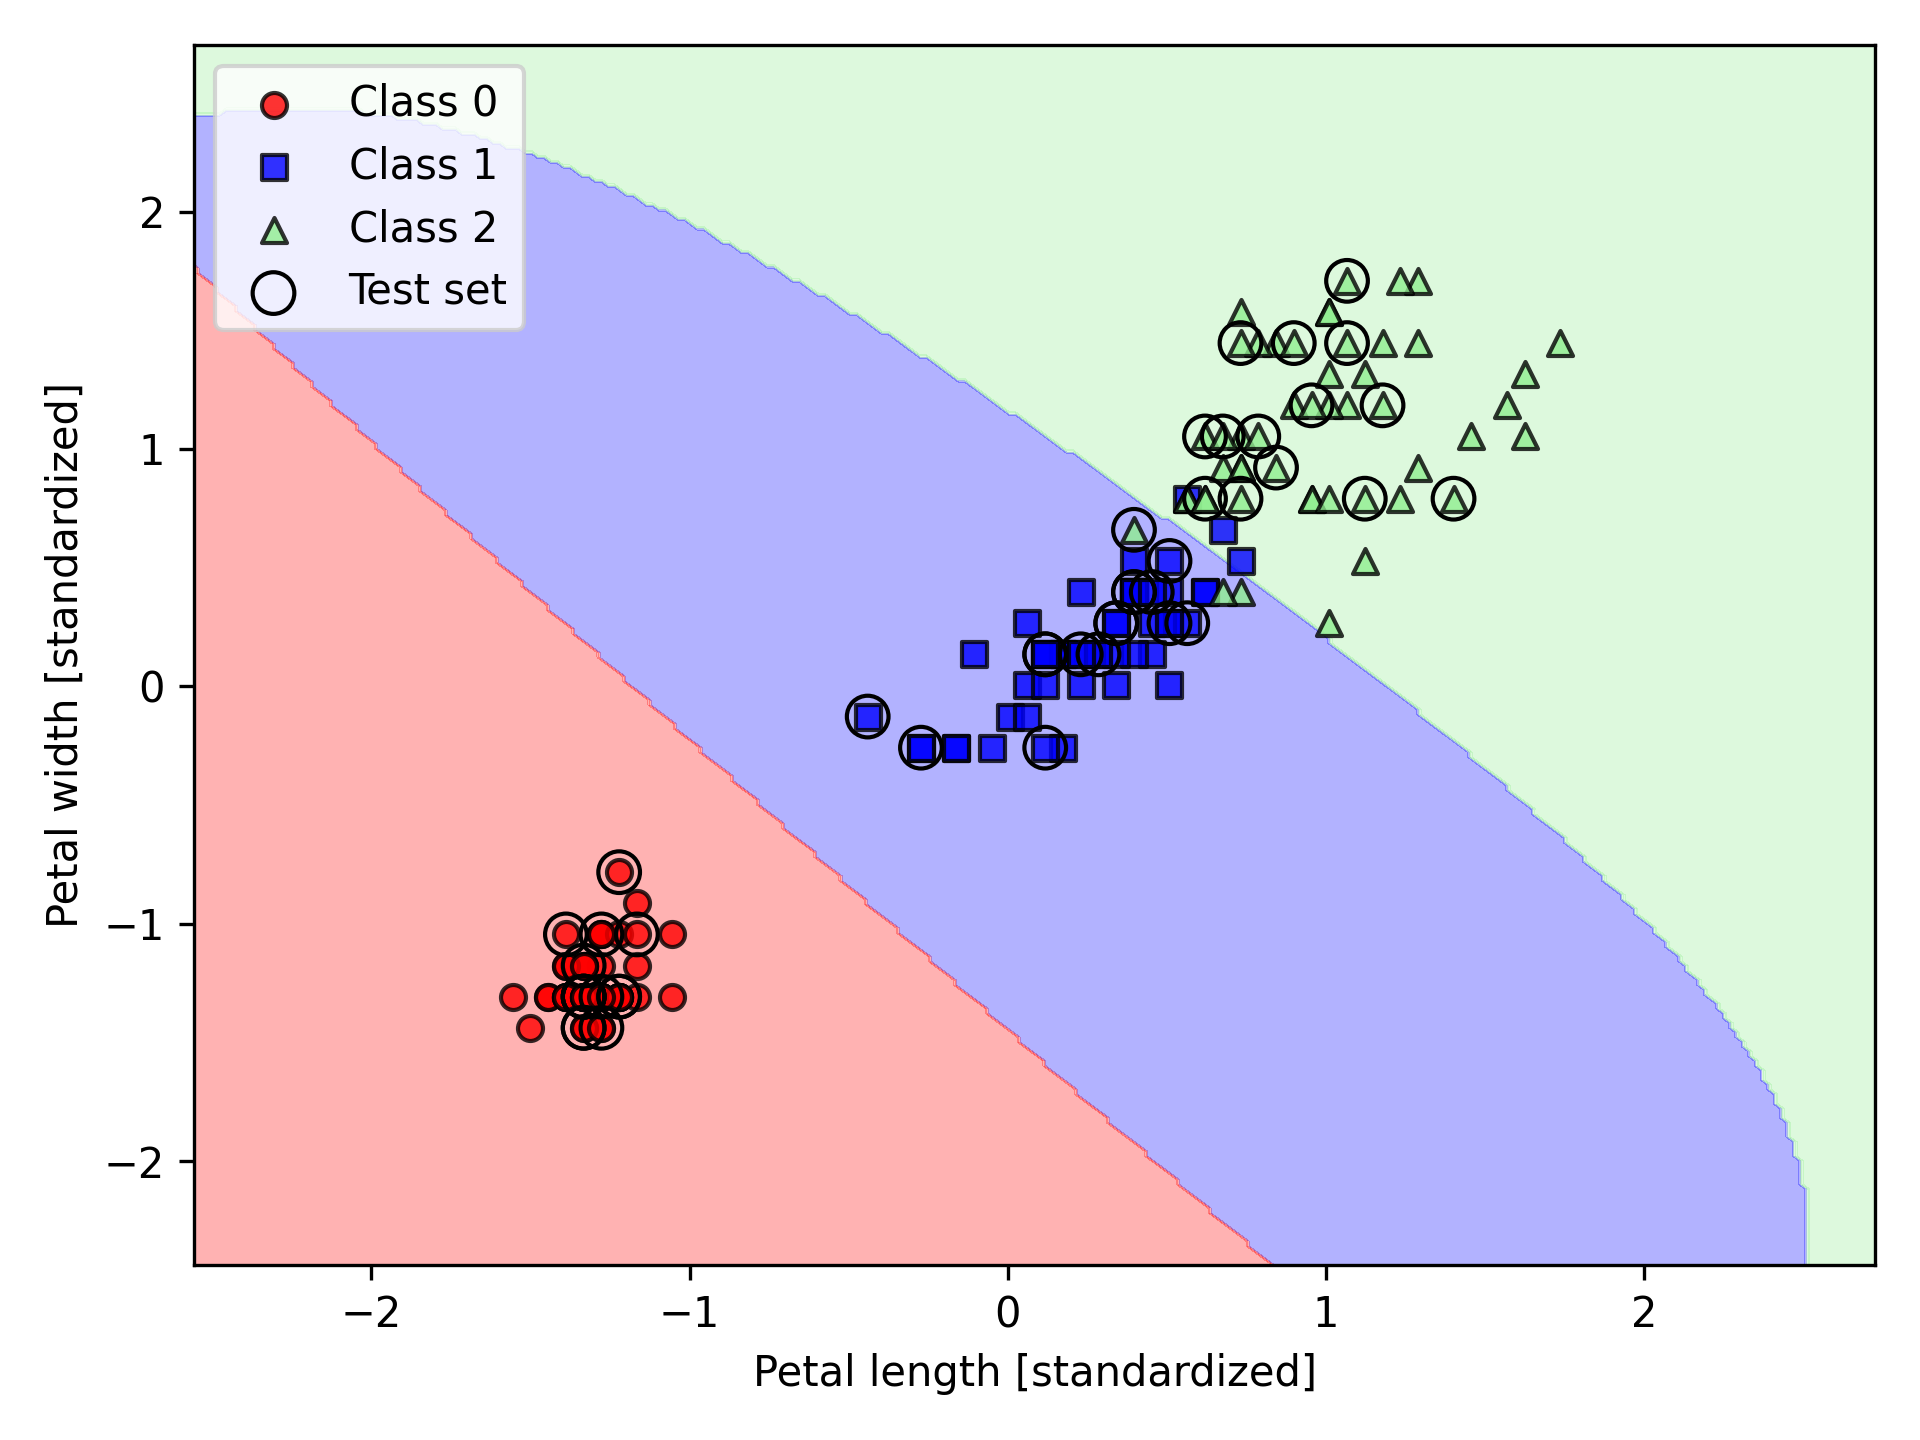 Class 0
Class 1
Class 2
Test set
2
1
0
−1
−2
Petal width [standardized]
−2
−1
0
1
2
Petal length [standardized]